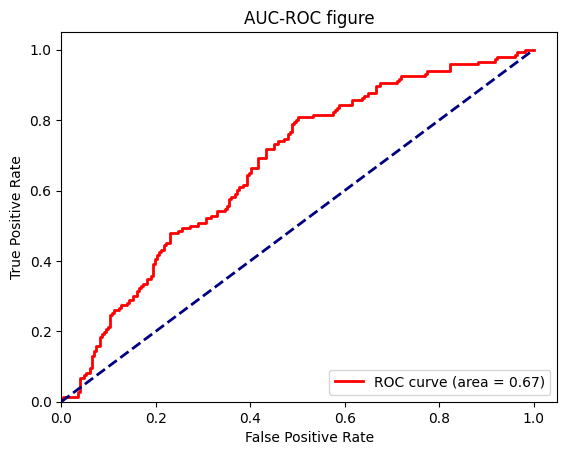 AUC-ROC figure
True Positive Rate
1.0
0.8
0.6
0.4
0.2
0.0
ROC curve (area = 0.67)
0.0 0.2 0.4 0.6 0.8 1.0
False Positive Rate